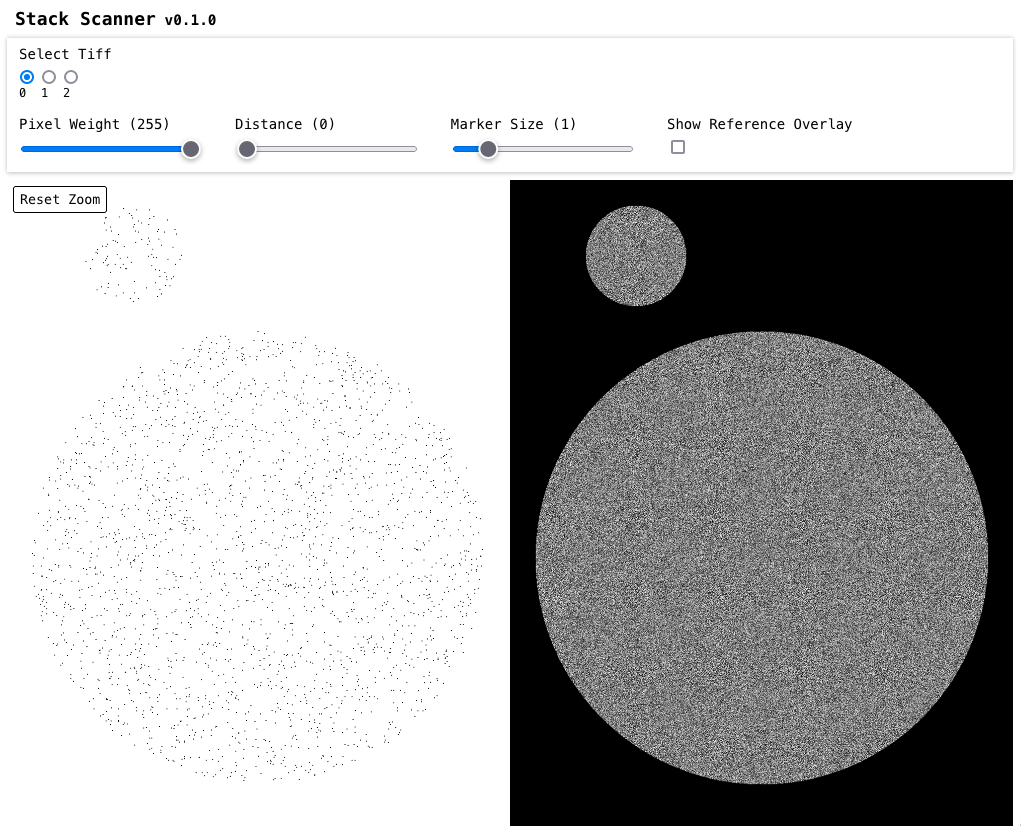 Stack Scanner v0.1.0
Select Tiff
0 1 2
Pixel Weight (255) Distance (0) Marker Size (1) Show Reference Overlay
Reset Zoom